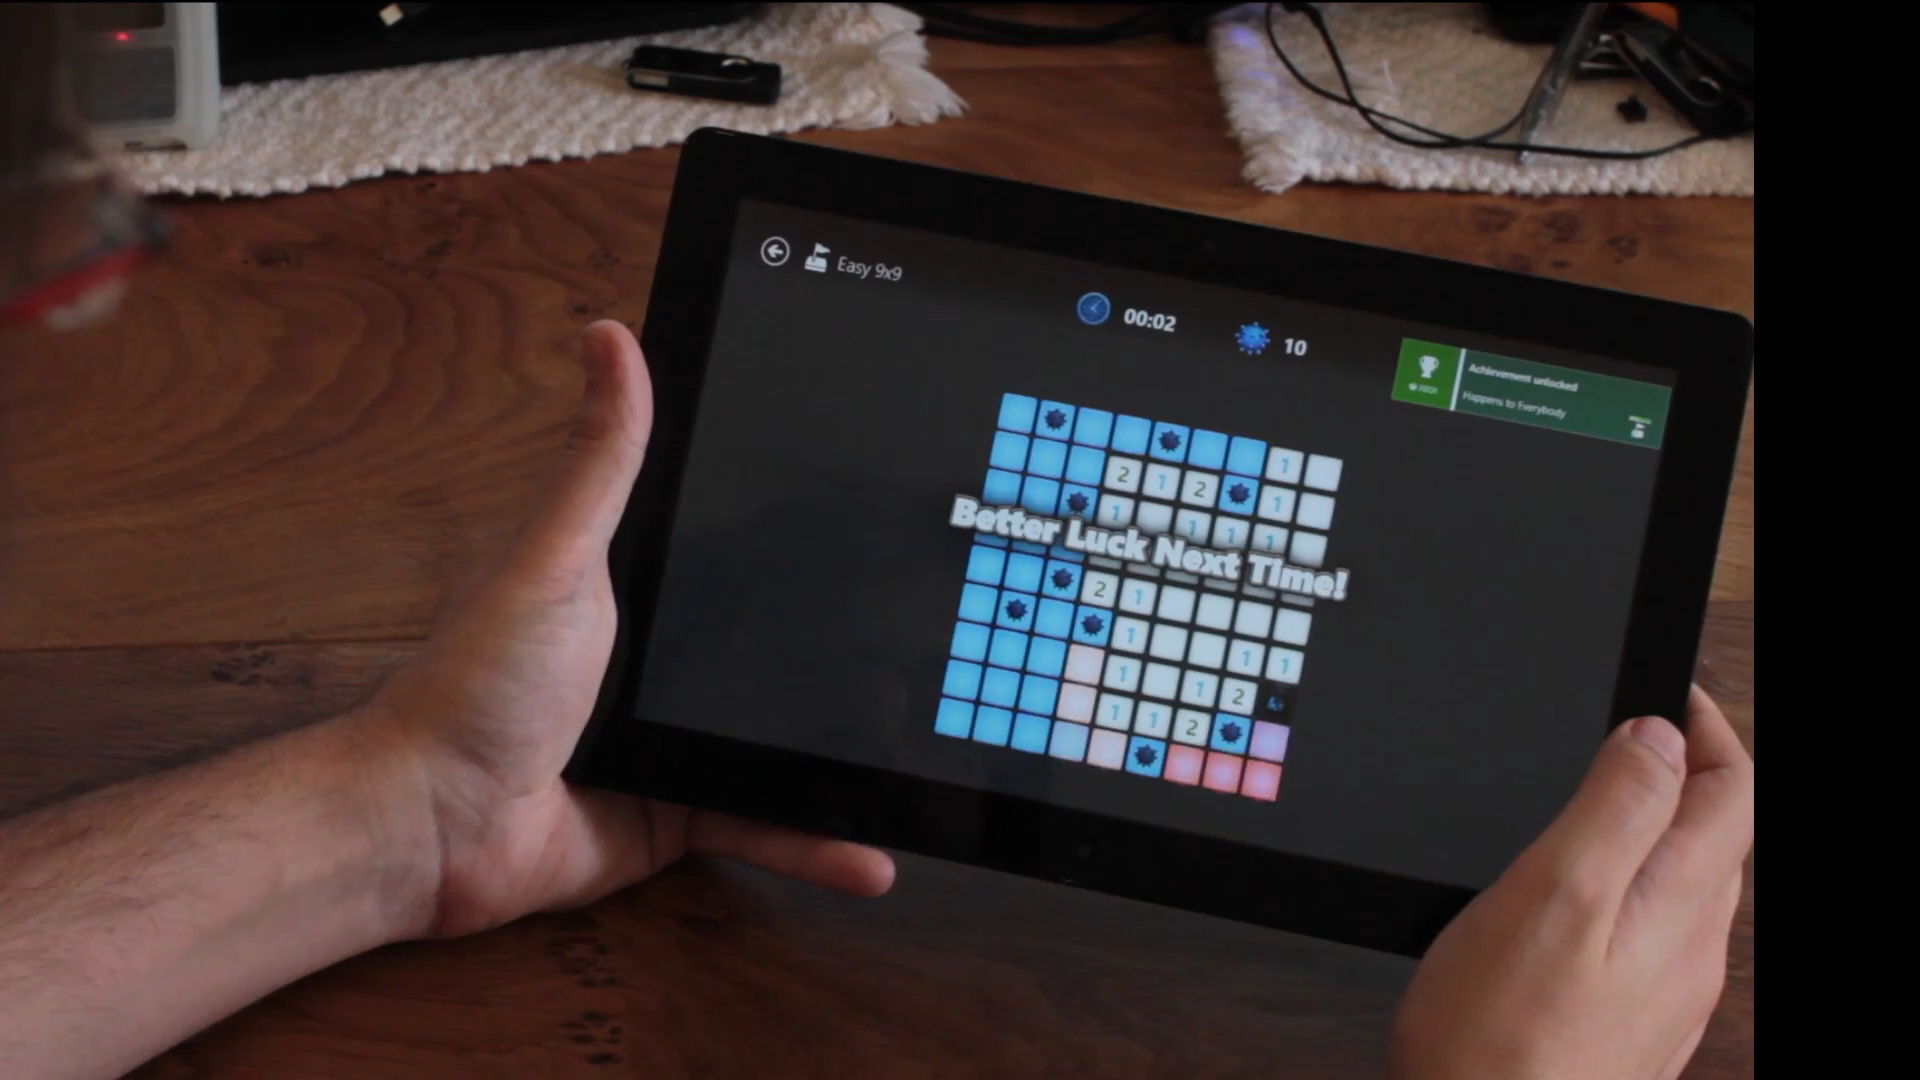 Easy 9x9
00:02
10
Achievement unlocked
Happens to Everybody
XBOX
1
2 1 2 1
1 1 1 1
Better Luck Next Time!
2 1
1
1 1
1 1 2
1 1 2